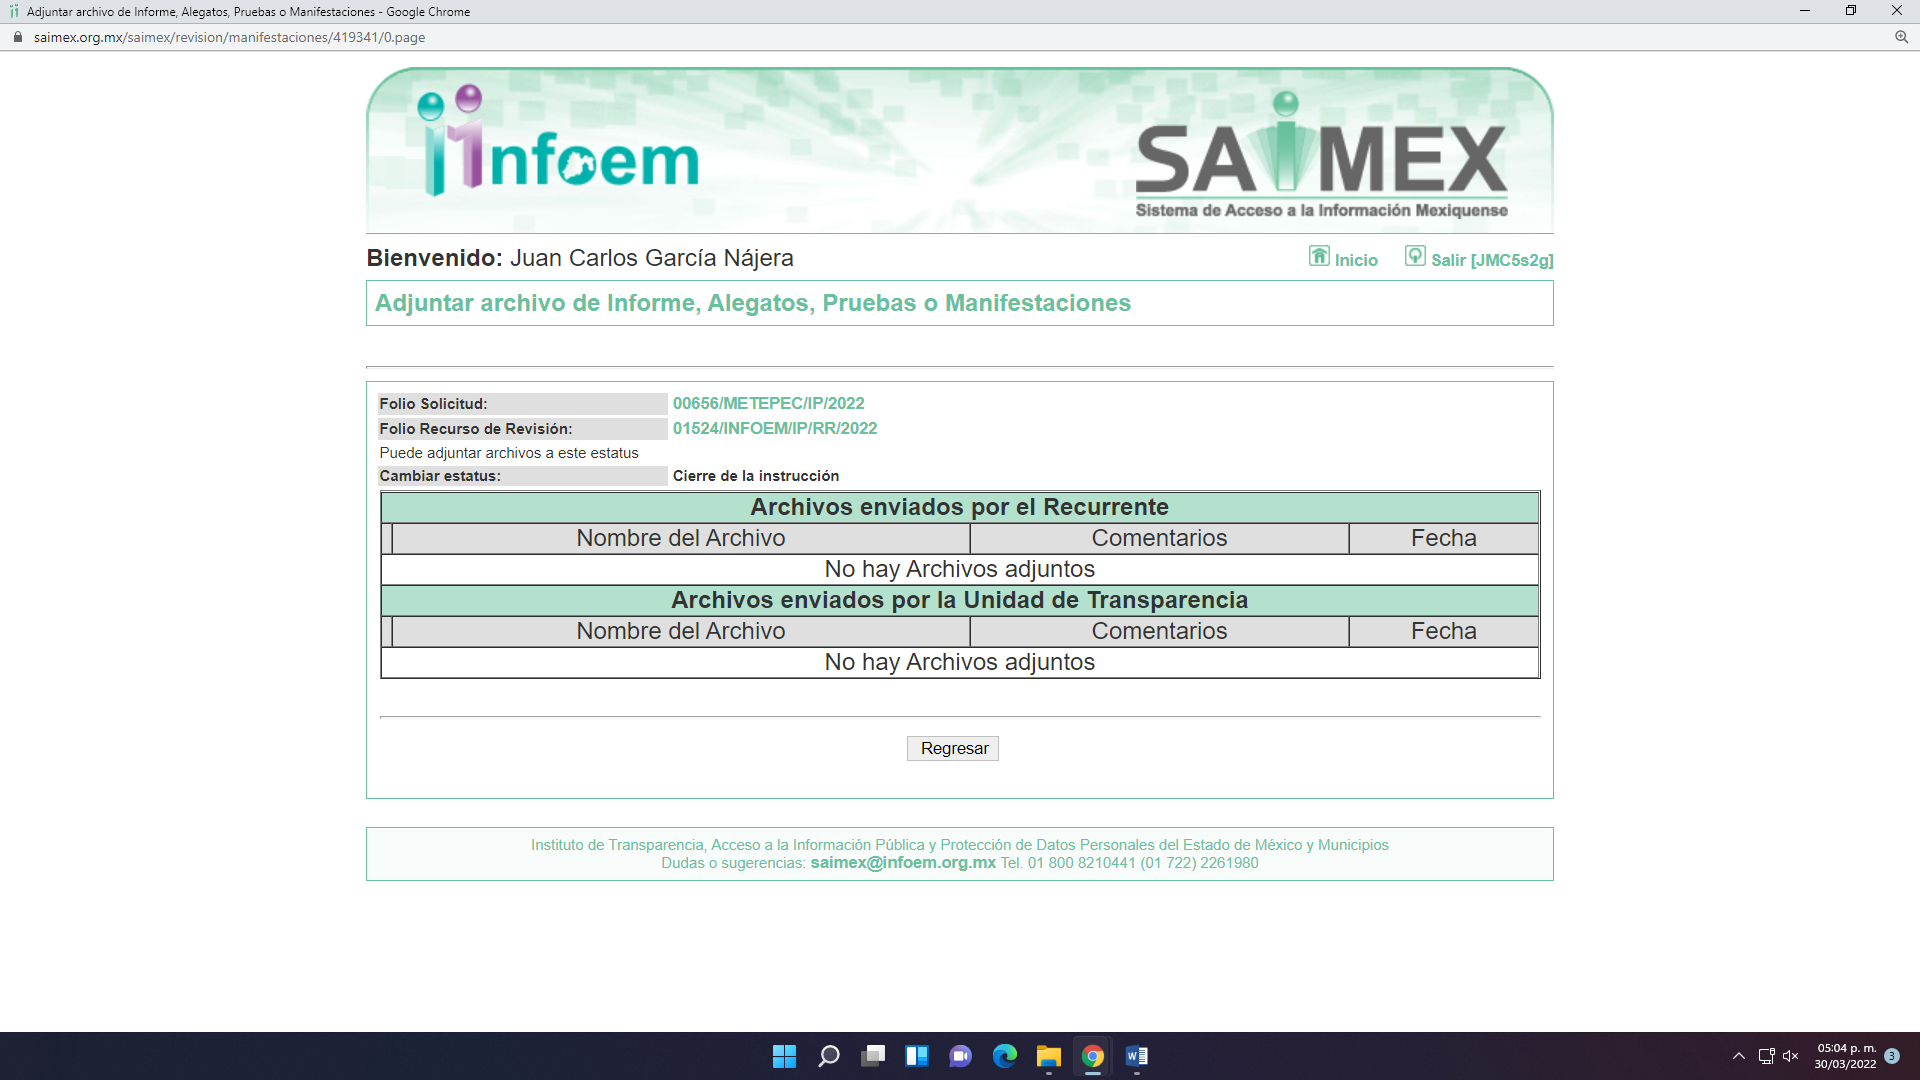 Adjuntar archivo de Informe, Alegatos, Pruebas o Manifestaciones - Google Chrome
saimex.org.mx/saimex/revision/manifestaciones/419341/0.page
infoem
SAIMEX
Sistema de Acceso a la Información Mexiquense
Bienvenido: Juan Carlos García Nájera
Inicio
Salir [JMC5s2g]
Adjuntar archivo de Informe, Alegatos, Pruebas o Manifestaciones
Folio Solicitud: 00656/METEPEC/IP/2022
Folio Recurso de Revisión: 01524/INFOEM/IP/RR/2022
Puede adjuntar archivos a este estatus
Cambiar estatus: Cierre de la instrucción
Archivos enviados por el Recurrente
Nombre del Archivo Comentarios Fecha
No hay Archivos adjuntos
Archivos enviados por la Unidad de Transparencia
Nombre del Archivo Comentarios Fecha
No hay Archivos adjuntos
Regresar
Instituto de Transparencia, Acceso a la Información Pública y Protección de Datos Personales del Estado de México y Municipios
Dudas o sugerencias: saimex@infoem.org.mx Tel. 01 800 8210441 (01 722) 2261980
05:04 p. m.
30/03/2022
3